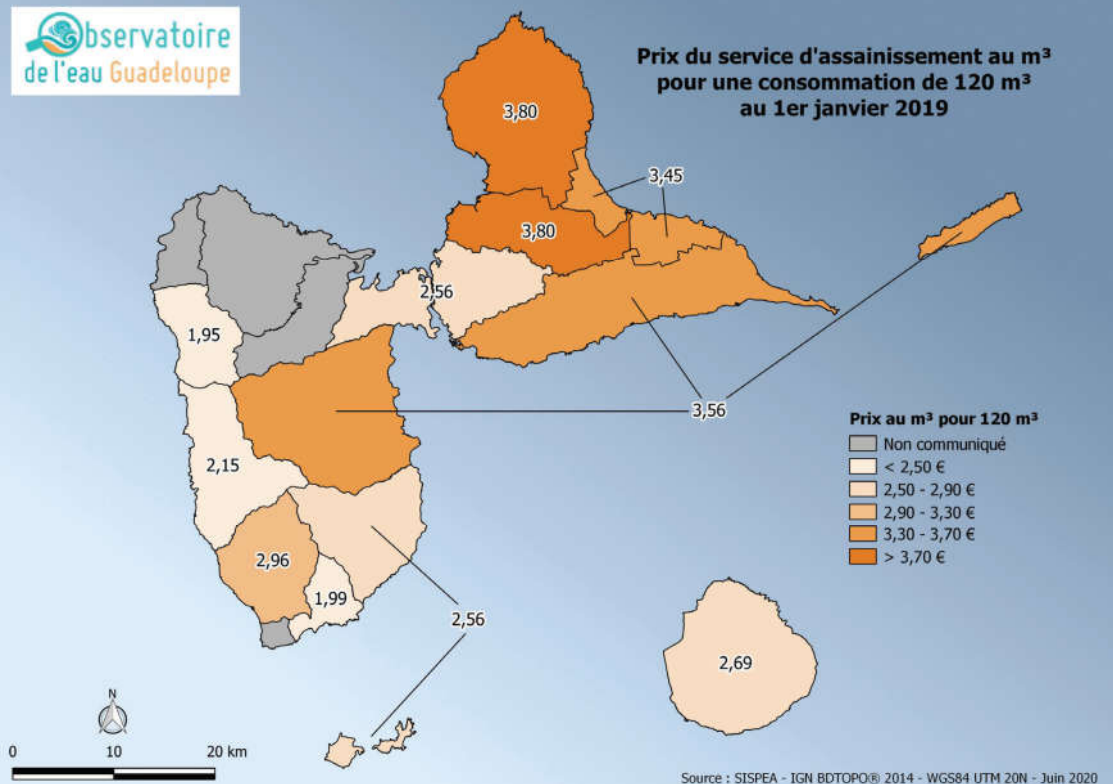 Observatoire
de l'eau Guadeloupe
Prix du service d'assainissement au m³
pour une consommation de 120 m³
au 1er janvier 2019
3,80
3,45
3,80
2,56
1,95
3,56
2,15
2,96
1,99
2,56
2,69
Prix au m³ pour 120 m³
Non communiqué
< 2,50 €
2,50 - 2,90 €
2,90 - 3,30 €
3,30 - 3,70 €
> 3,70 €
N
0 10 20 km
Source : SISPEA - IGN BDTOPO® 2014 - WGS84 UTM 20N - Juin 2020